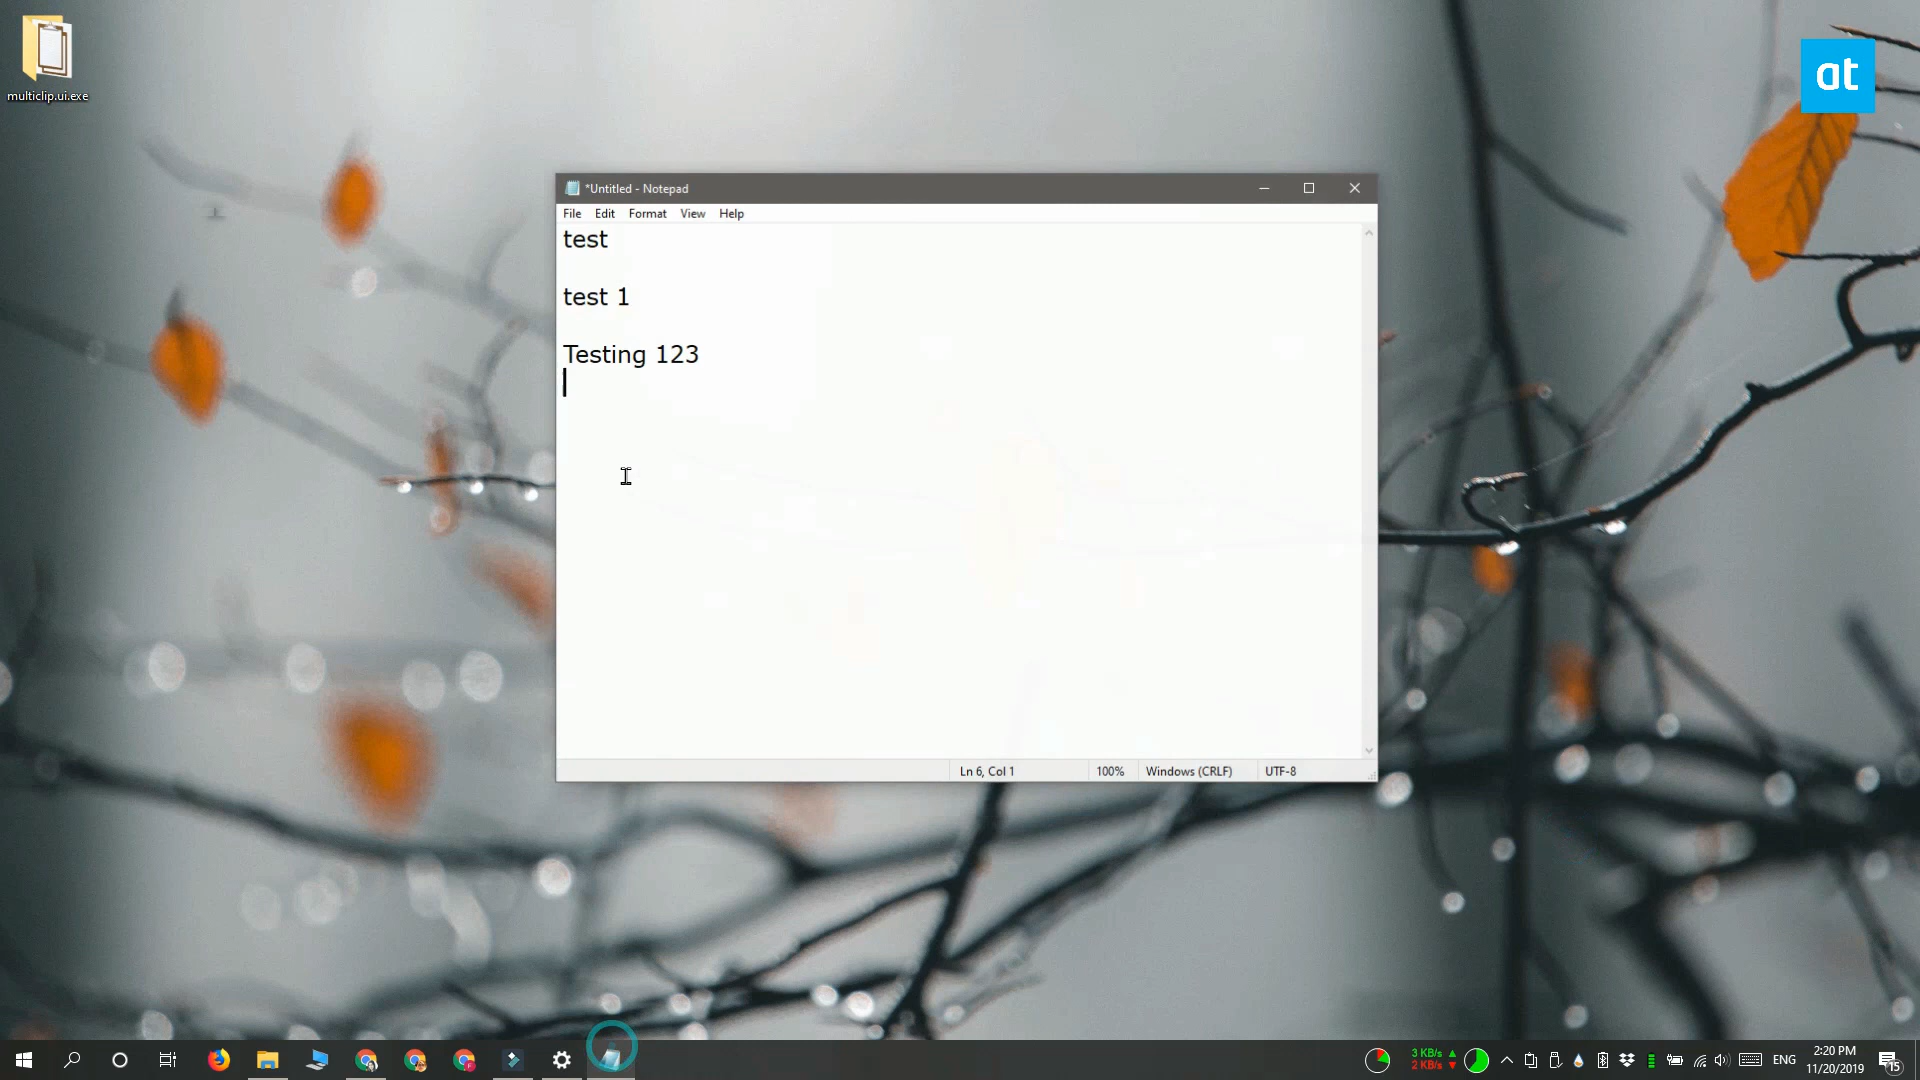 multiclip.ui.exe
at
*Untitled - Notepad
File Edit Format View Help
test
test 1
Testing 123
Ln 6, Col 1 100% Windows (CRLF) UTF-8
3 KB/s
2 KB/s
ENG
2:20 PM
11/20/2019
15